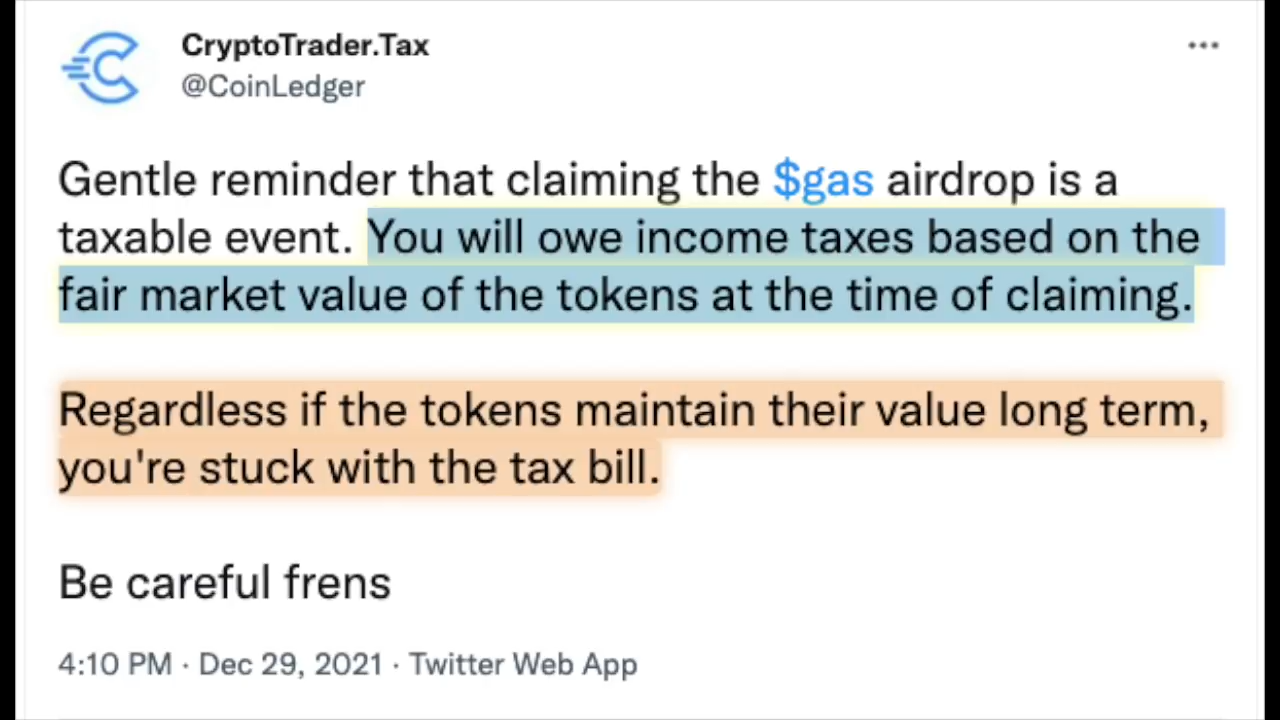 CryptoTrader.Tax
@CoinLedger
Gentle reminder that claiming the $gas airdrop is a
taxable event. You will owe income taxes based on the
fair market value of the tokens at the time of claiming.
Regardless if the tokens maintain their value long term,
you're stuck with the tax bill.
Be careful frens
4:10 PM · Dec 29, 2021 · Twitter Web App